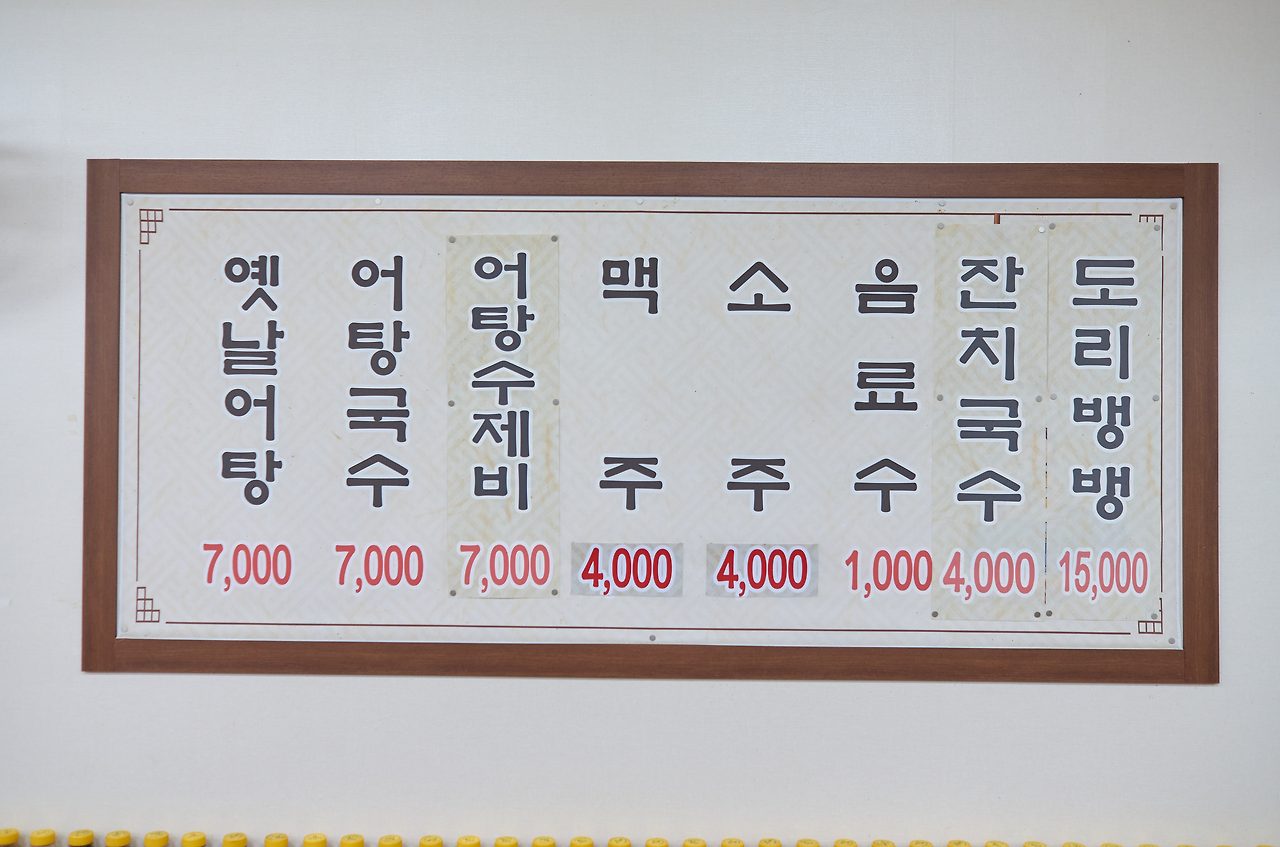 옛날어탕 7,000
어탕국수 7,000
어탕수제비 7,000
맥주 4,000
소주 4,000
음료수 1,000
잔치국수 4,000
도리뱅뱅 15,000